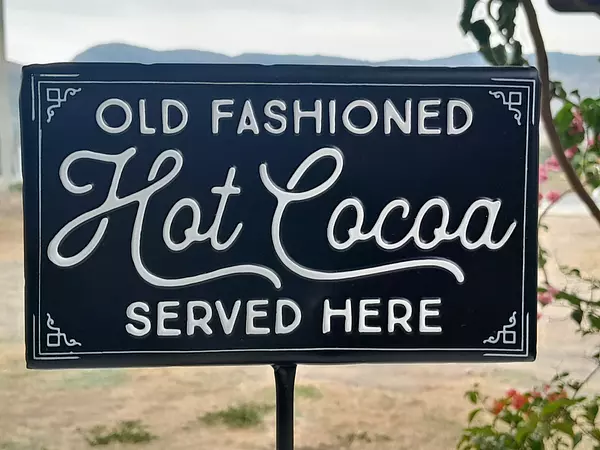 OLD FASHIONED
Hot Cocoa
SERVED HERE